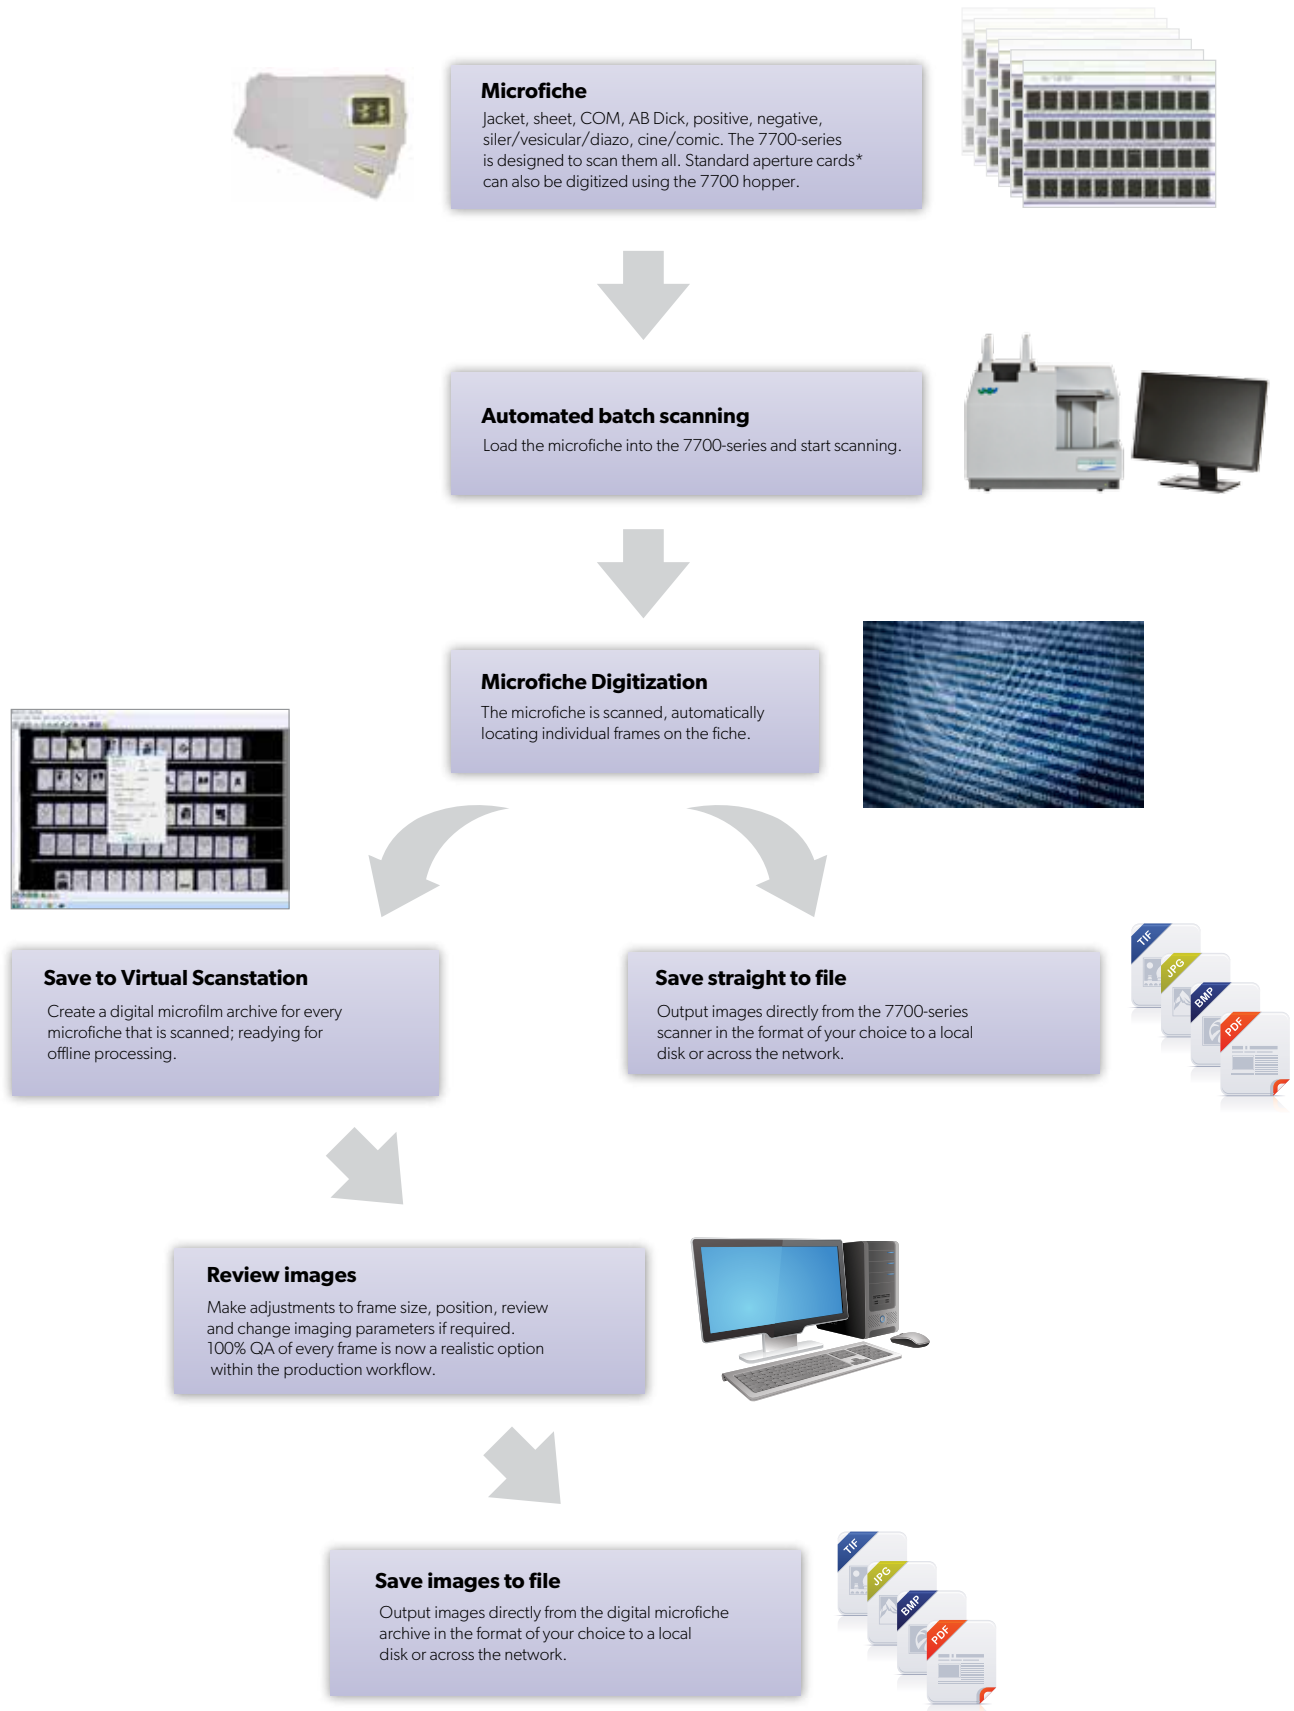 Microfiche
Jacket, sheet, COM, AB Dick, positive, negative,
siler/vesicular/diazo, cine/comic. The 7700-series
is designed to scan them all. Standard aperture cards*
can also be digitized using the 7700 hopper.
Automated batch scanning
Load the microfiche into the 7700-series and start scanning.
Microfiche Digitization
The microfiche is scanned, automatically
locating individual frames on the fiche.
Save to Virtual Scanstation
Create a digital microfilm archive for every
microfiche that is scanned; readying for
offline processing.
Save straight to file
Output images directly from the 7700-series
scanner in the format of your choice to a local
disk or across the network.
TIF
JPG
BMP
PDF
Review images
Make adjustments to frame size, position, review
and change imaging parameters if required.
100% QA of every frame is now a realistic option
within the production workflow.
Save images to file
Output images directly from the digital microfiche
archive in the format of your choice to a local
disk or across the network.
TIF
JPG
BMP
PDF